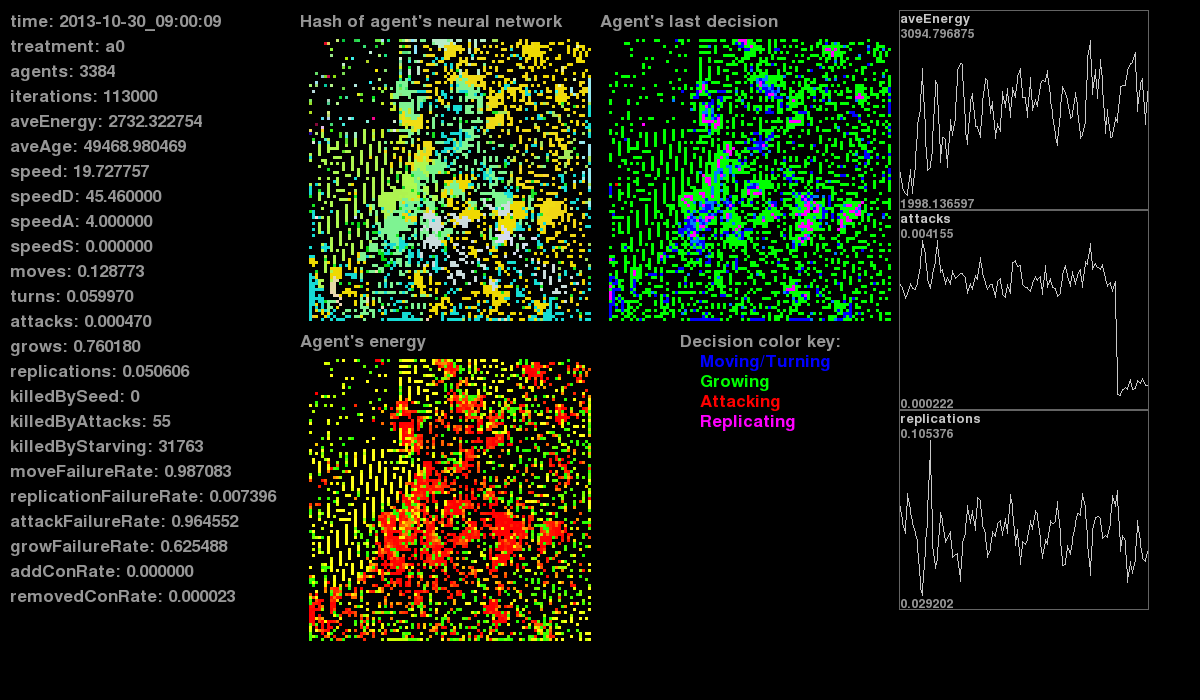 time: 2013-10-30_09:00:09
treatment: a0
agents: 3384
iterations: 113000
aveEnergy: 2732.322754
aveAge: 49468.980469
speed: 19.727757
speedD: 45.460000
speedA: 4.000000
speedS: 0.000000
moves: 0.128773
turns: 0.059970
attacks: 0.000470
grows: 0.760180
replications: 0.050606
killedBySeed: 0
killedByAttacks: 55
killedByStarving: 31763
moveFailureRate: 0.987083
replicationFailureRate: 0.007396
attackFailureRate: 0.964552
growFailureRate: 0.625488
addConRate: 0.000000
removedConRate: 0.000023
Hash of agent's neural network
Agent's last decision
Agent's energy
Decision color key:
Moving/Turning
Growing
Attacking
Replicating
aveEnergy
3094.796875
1998.136597
attacks
0.004155
0.000222
replications
0.105376
0.029202